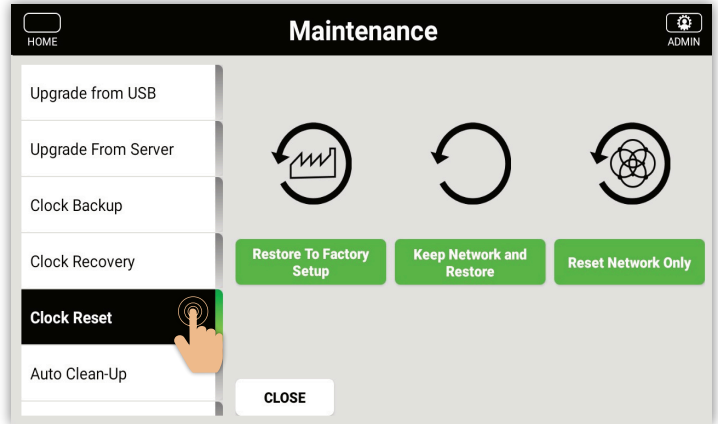 HOME
Maintenance
ADMIN
Upgrade from USB
Upgrade From Server
Clock Backup
Clock Recovery
Clock Reset
Auto Clean-Up
Restore To Factory
Setup
Keep Network and
Restore
Reset Network Only
CLOSE